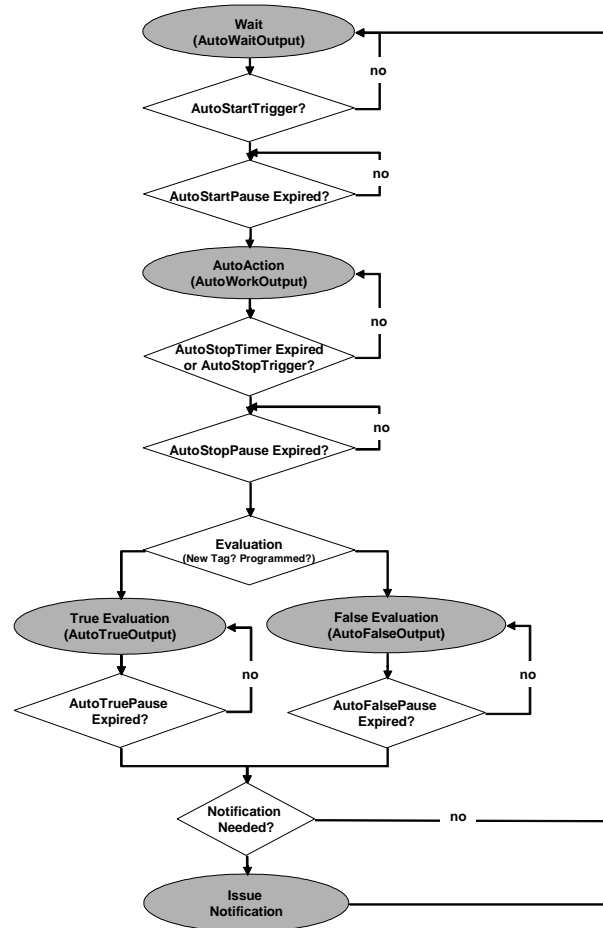 Wait
(AutoWaitOutput)
no
AutoStartTrigger?
no
AutoStartPause Expired?
AutoAction
(AutoWorkOutput)
no
AutoStopTimer Expired
or AutoStopTrigger?
no
AutoStopPause Expired?
Evaluation
(New Tag? Programmed?)
True Evaluation
(AutoTrueOutput)
False Evaluation
(AutoFalseOutput)
no
no
AutoTruePause
Expired?
AutoFalsePause
Expired?
Notification
Needed?
no
Issue
Notification